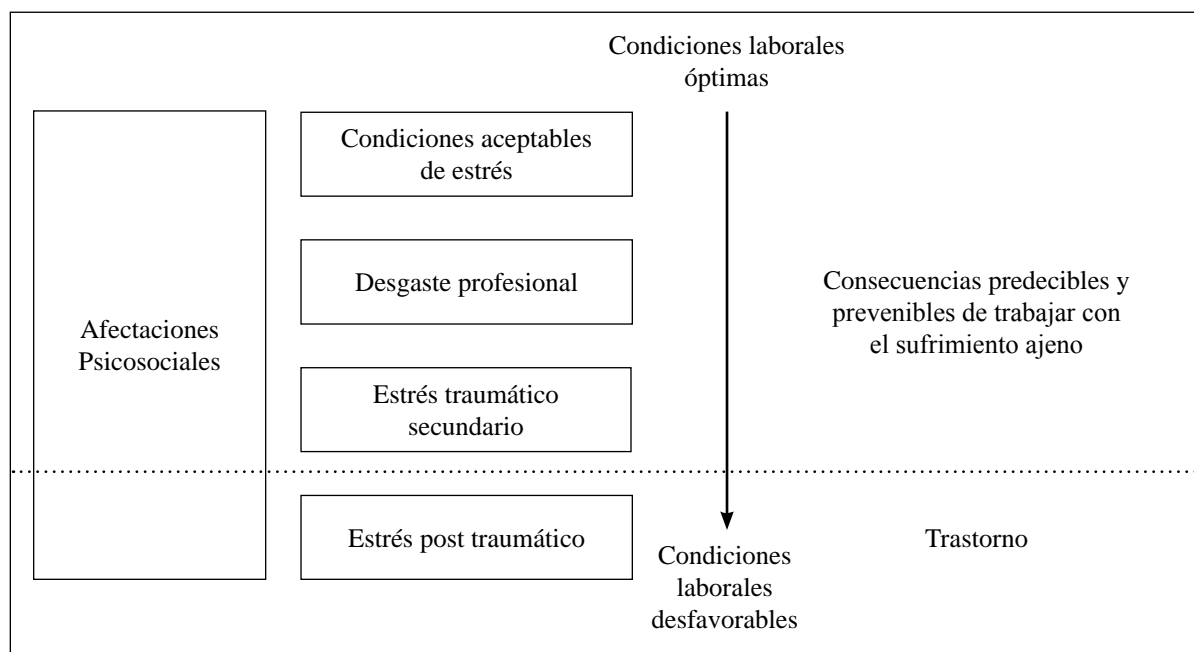 Condiciones laborales
óptimas
Condiciones aceptables
de estrés
Desgaste profesional
Consecuencias predecibles y
prevenibles de trabajar con
el sufrimiento ajeno
Afectaciones
Psicosociales
Estrés traumático
secundario
Estrés post traumático
Condiciones
laborales
desfavorables
Trastorno